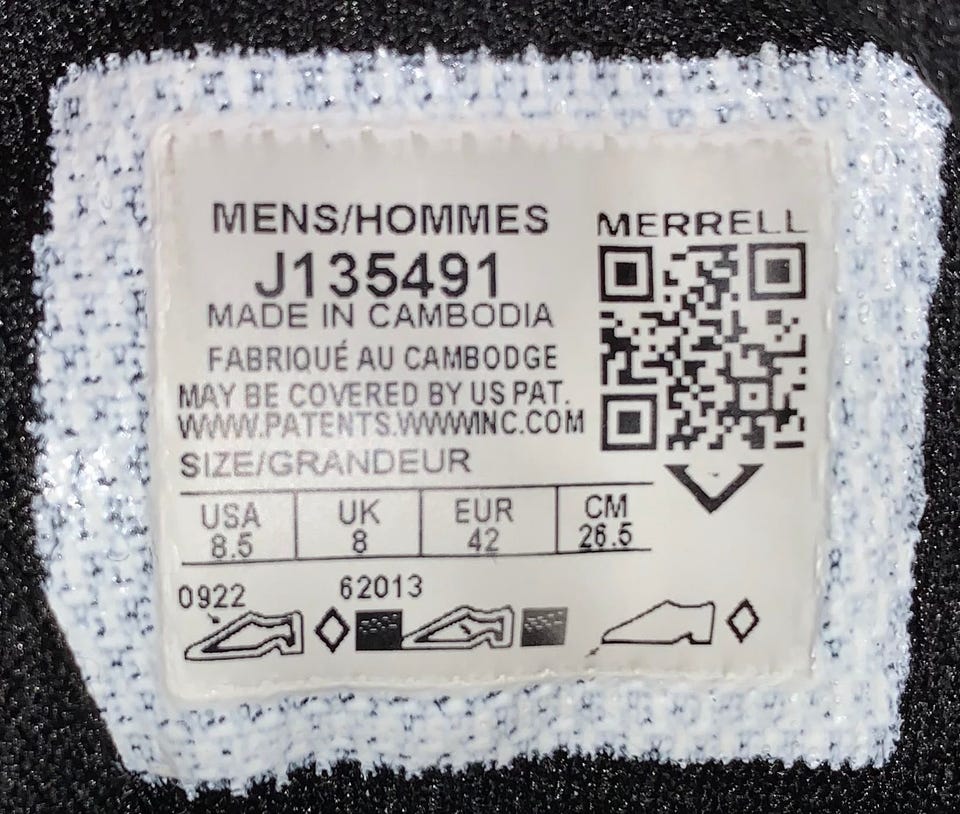 MENS/HOMMES
J135491
MADE IN CAMBODIA
FABRIQUÉ AU CAMBODGE
MAY BE COVERED BY US PAT.
WWW.PATENTS.WWWINC.COM
SIZE/GRANDEUR
USA UK EUR CM
8.5 8 42 26.5
0922 62013
MERRELL